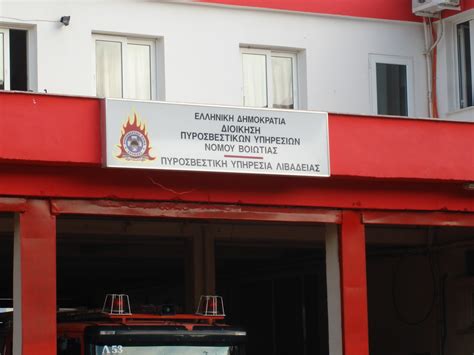 ΕΛΛΗΝΙΚΗ ΔΗΜΟΚΡΑΤΙΑ
ΔΙΟΙΚΗΣΗ
ΠΥΡΟΣΒΕΣΤΙΚΩΝ ΥΠΗΡΕΣΙΩΝ
ΝΟΜΟΥ ΒΟΙΩΤΙΑΣ
ΠΥΡΟΣΒΕΣΤΙΚΗ ΥΠΗΡΕΣΙΑ ΛΙΒΑΔΕΙΑΣ
Λ 53